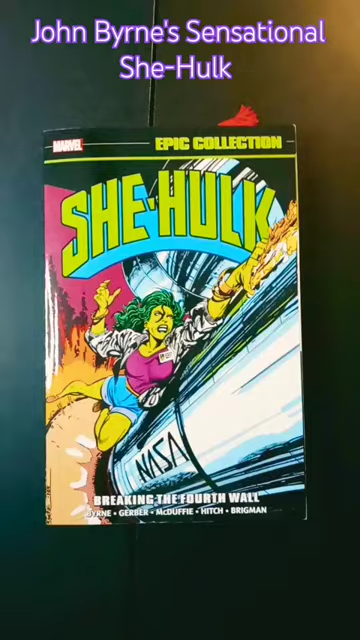 John Byrne's Sensational
She-Hulk
MARVEL
EPIC COLLECTION
SHE-HULK
NASA
BREAKING THE FOURTH WALL
BYRNE • GERBER • McDUFFIE • HITCH • BRIGMAN